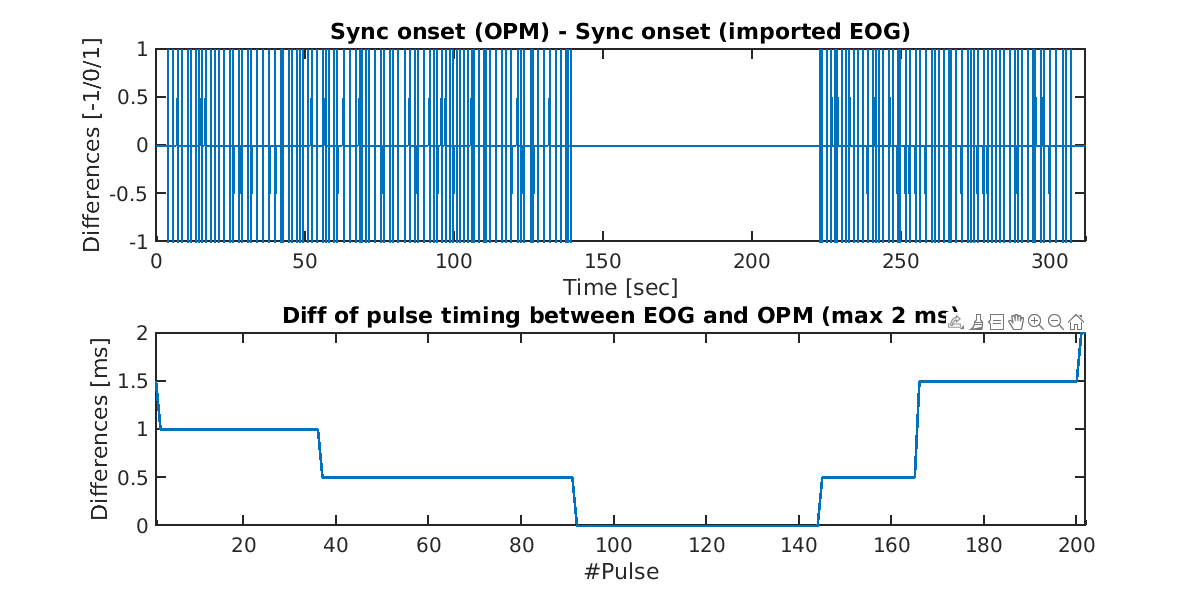 Sync onset (OPM) - Sync onset (imported EOG)
Differences [-1/0/1]
1
0.5
0
-0.5
-1
0 50 100 150 200 250 300
Time [sec]
Diff of pulse timing between EOG and OPM (max 2 ms)
Differences [ms]
2
1.5
1
0.5
0
20 40 60 80 100 120 140 160 180 200
#Pulse